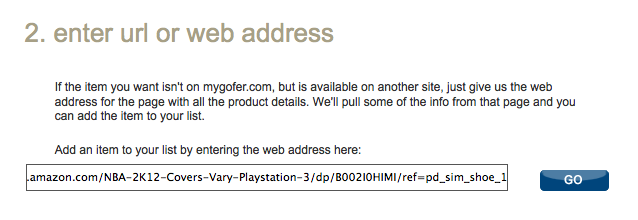 2. enter url or web address
If the item you want isn't on mygofer.com, but is available on another site, just give us the web
address for the page with all the product details. We'll pull some of the info from that page and you
can add the item to your list.
Add an item to your list by entering the web address here:
.amazon.com/NBA-2K12-Covers-Vary-Playstation-3/dp/B002I0HIMI/ref=pd_sim_shoe_1
GO